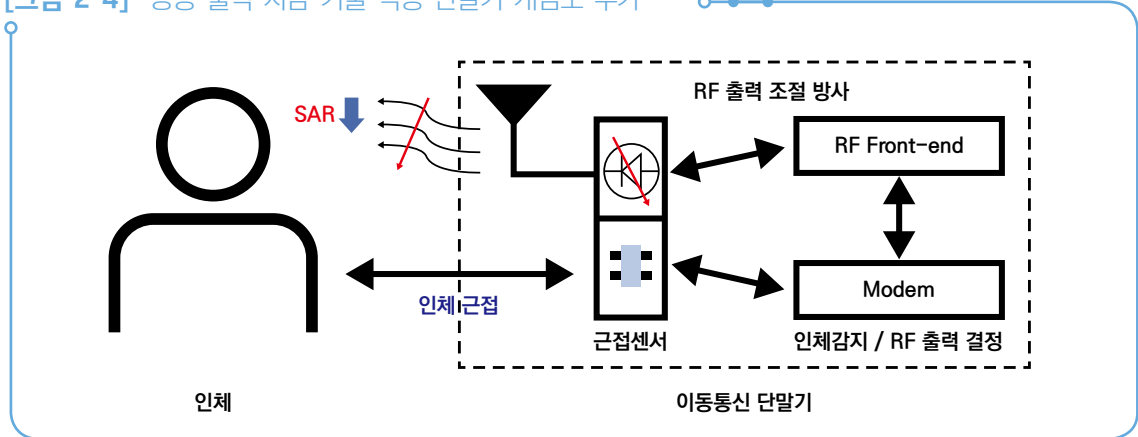 RF 출력 조절 방사
SAR
RF Front-end
Modem
인체 근접
근접센서
인체감지 / RF 출력 결정
인체
이동통신 단말기